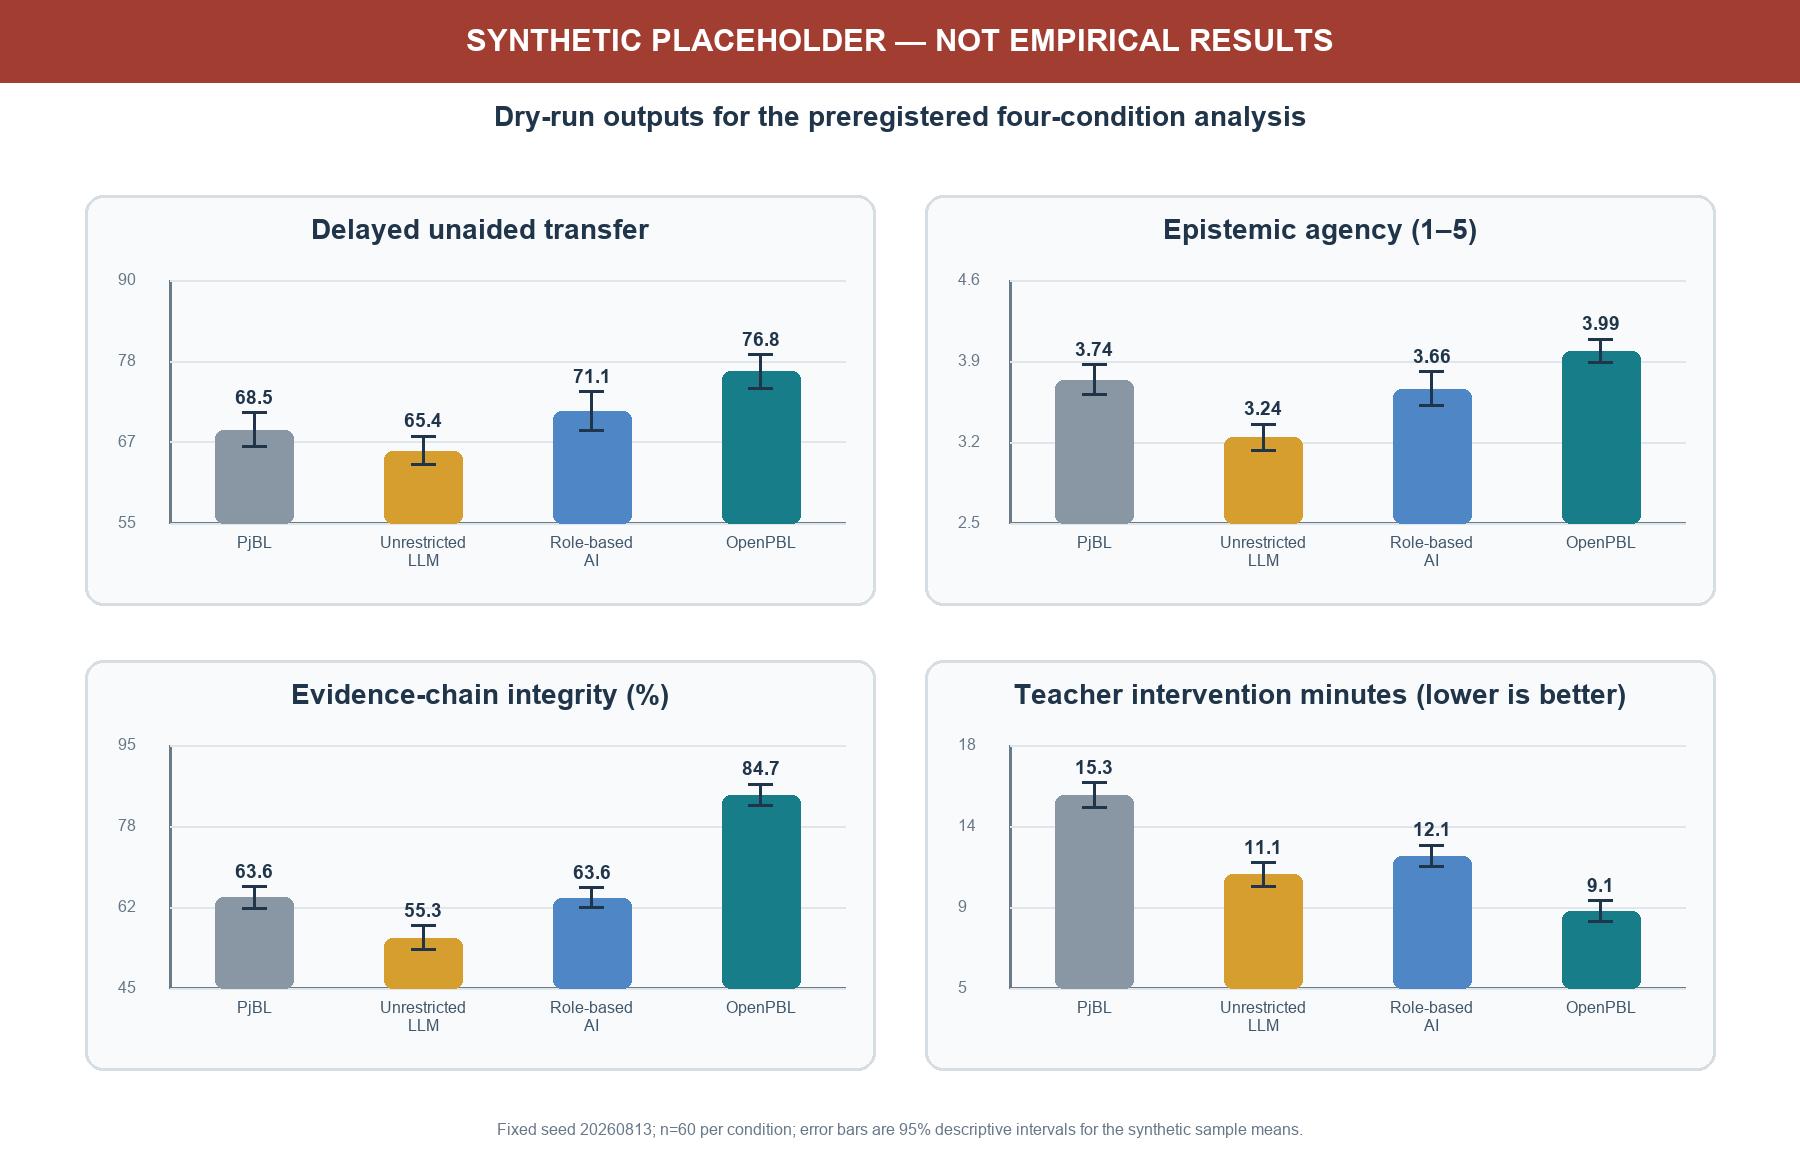 SYNTHETIC PLACEHOLDER — NOT EMPIRICAL RESULTS
Dry-run outputs for the preregistered four-condition analysis
Delayed unaided transfer
90
78
67
55
68.5
65.4
71.1
76.8
PjBL
Unrestricted
LLM
Role-based
AI
OpenPBL
Epistemic agency (1–5)
4.6
3.9
3.2
2.5
3.74
3.24
3.66
3.99
PjBL
Unrestricted
LLM
Role-based
AI
OpenPBL
Evidence-chain integrity (%)
95
78
62
45
63.6
55.3
63.6
84.7
PjBL
Unrestricted
LLM
Role-based
AI
OpenPBL
Teacher intervention minutes (lower is better)
18
14
9
5
15.3
11.1
12.1
9.1
PjBL
Unrestricted
LLM
Role-based
AI
OpenPBL
Fixed seed 20260813; n=60 per condition; error bars are 95% descriptive intervals for the synthetic sample means.